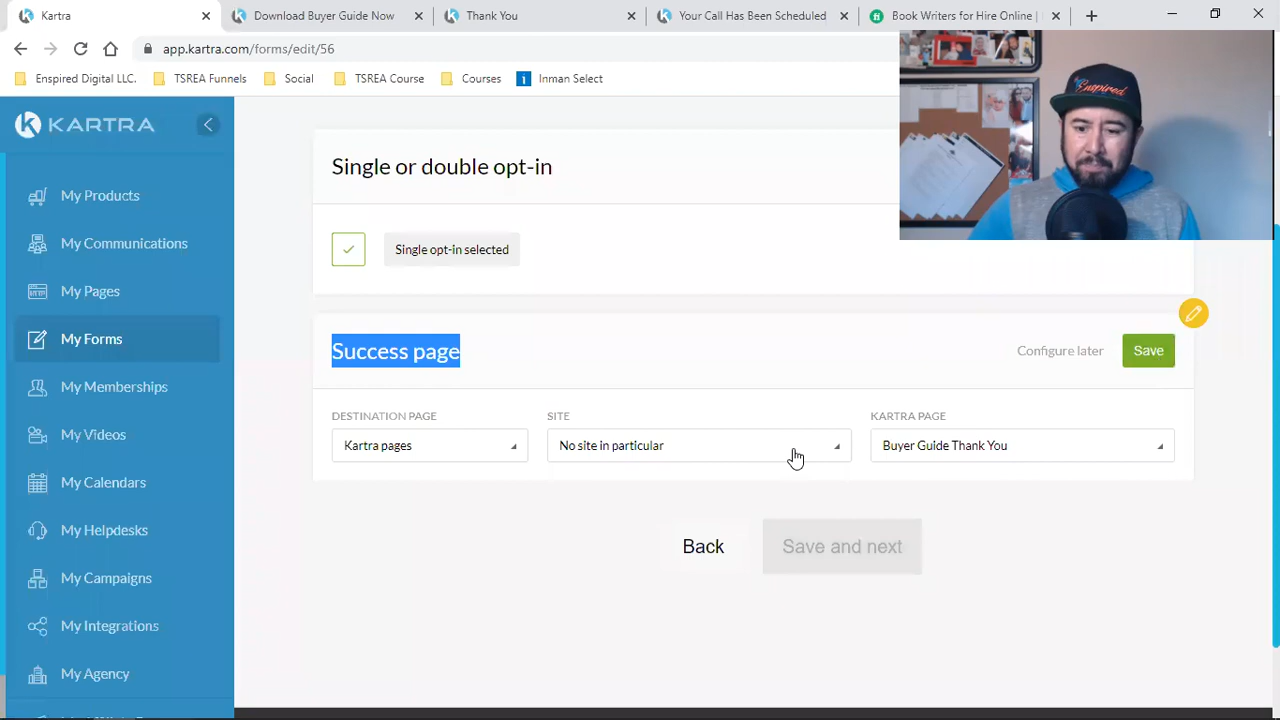 Kartra
Download Buyer Guide Now
Thank You
Your Call Has Been Scheduled
Book Writers for Hire Online |
app.kartra.com/forms/edit/56
Enspired Digital LLC.
TSREA Funnels
Social
TSREA Course
Courses
Inman Select
KARTRA
My Products
My Communications
My Pages
My Forms
My Memberships
My Videos
My Calendars
My Helpdesks
My Campaigns
My Integrations
My Agency
Single or double opt-in
Single opt-in selected
Success page
Configure later
Save
DESTINATION PAGE
SITE
KARTRA PAGE
Kartra pages
No site in particular
Buyer Guide Thank You
Back
Save and next
Enspired